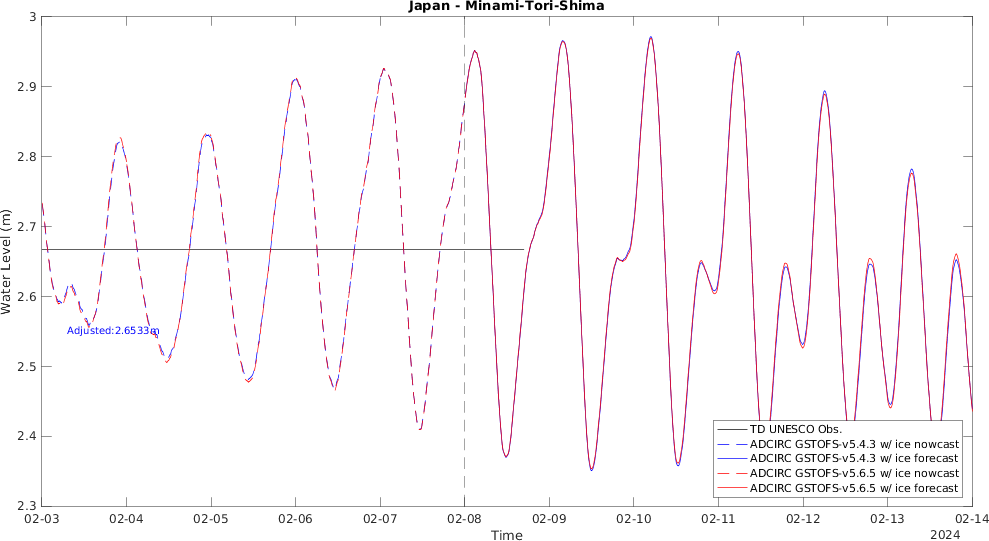 Japan - Minami-Tori-Shima
3
2.9
2.8
2.7
2.6
2.5
2.4
2.3
Water Level (m)
Adjusted:2.6533m
TD UNESCO Obs.
ADCIRC GSTOFS-v5.4.3 w/ ice nowcast
ADCIRC GSTOFS-v5.4.3 w/ ice forecast
ADCIRC GSTOFS-v5.6.5 w/ ice nowcast
ADCIRC GSTOFS-v5.6.5 w/ ice forecast
02-03 02-04 02-05 02-06 02-07 02-08 02-09 02-10 02-11 02-12 02-13 02-14
Time
2024